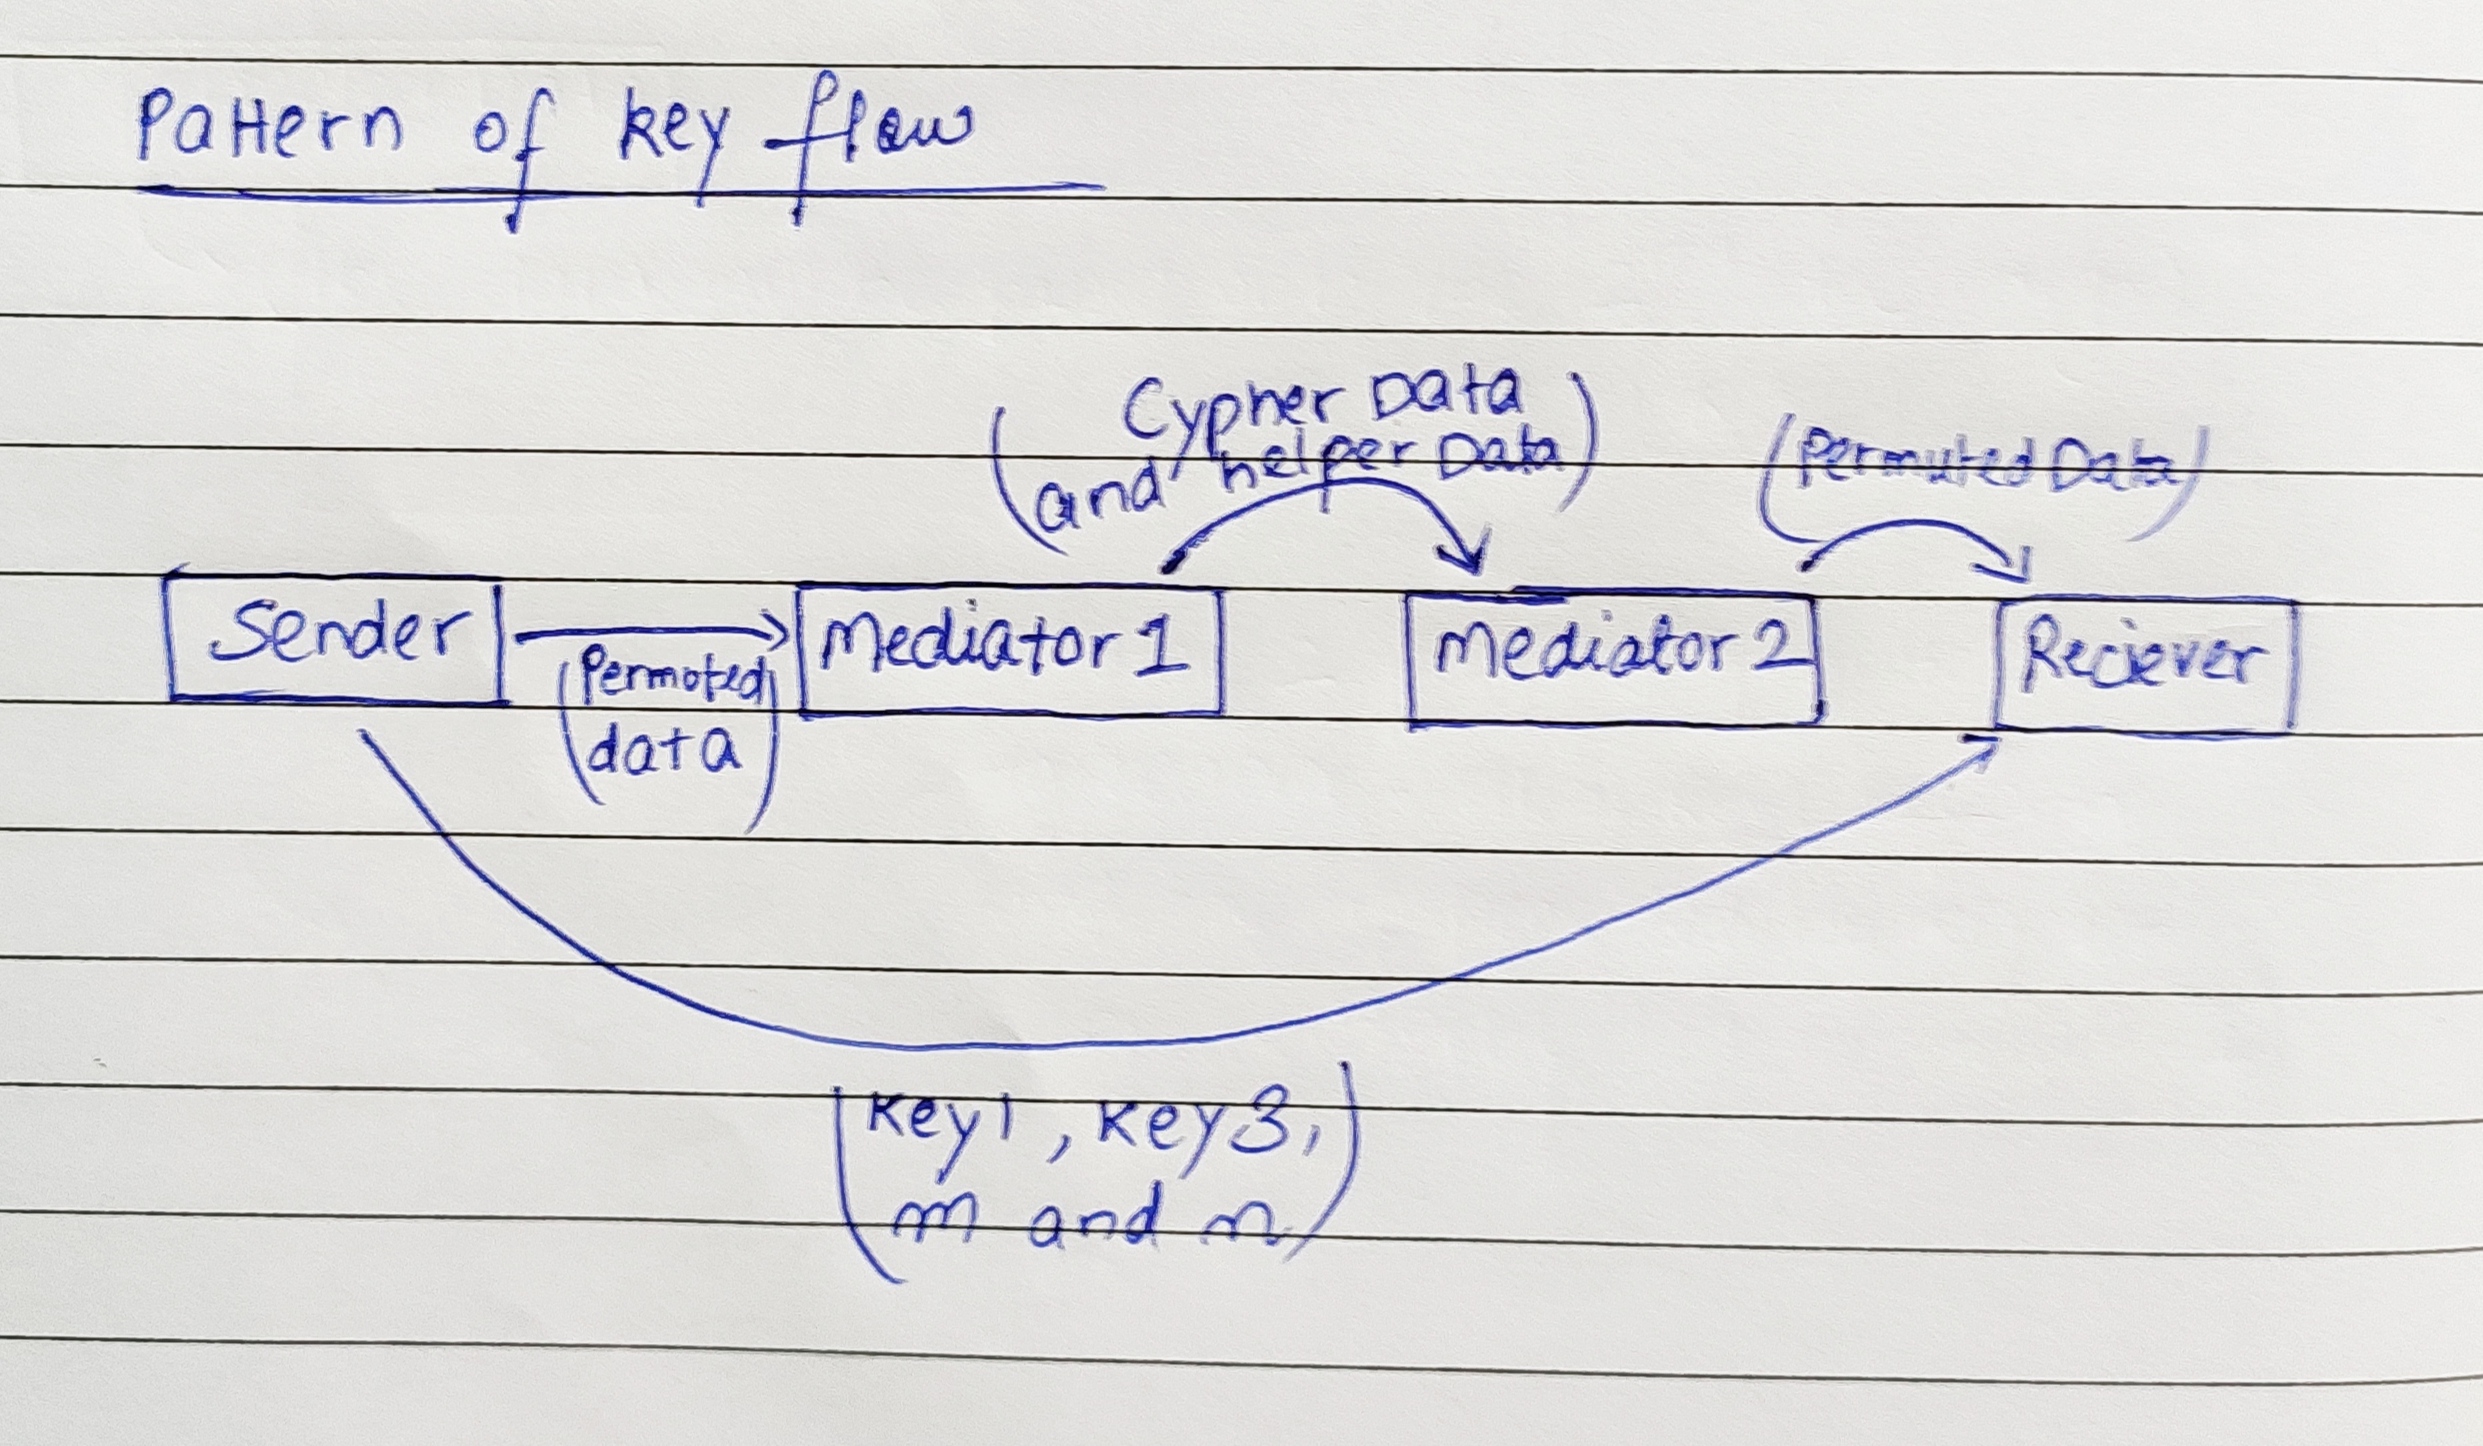 Pattern of key flow
(Cypher Data
and helper Data)
(Permuted Data)
Sender
Mediator 1
Mediator 2
Reciever
(Permuted
data)
(Key1, Key3,
m and n)